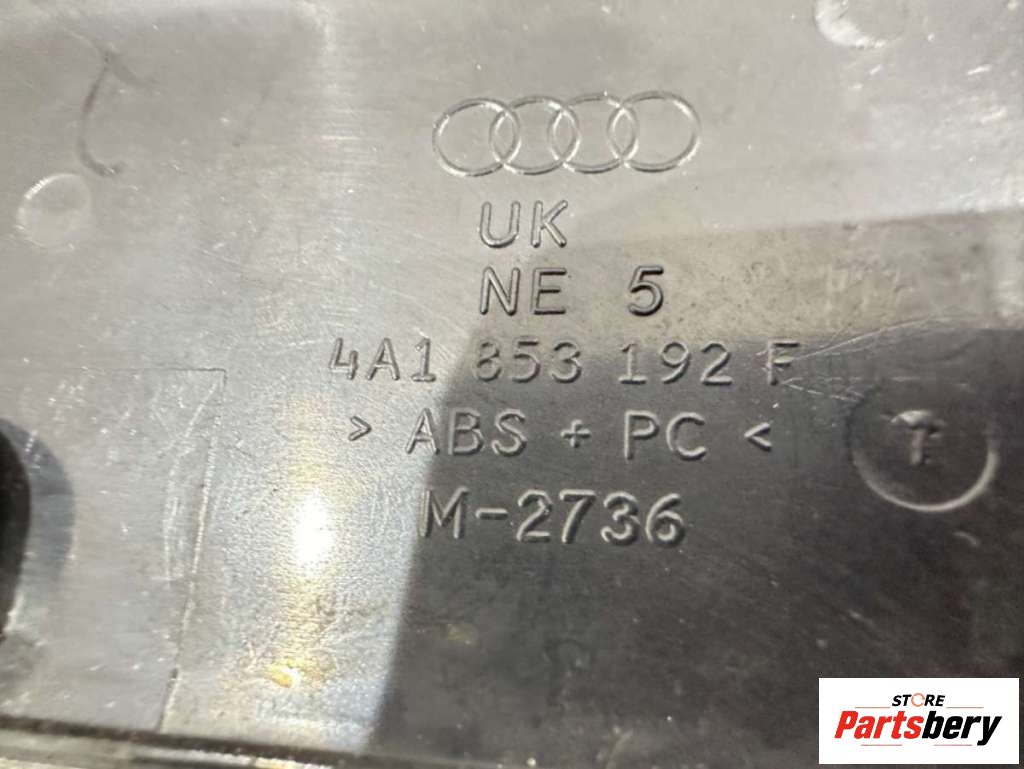 UK
NE 5
4A1 853 192 F
> ABS + PC <
M-2736
STORE
Partsbery